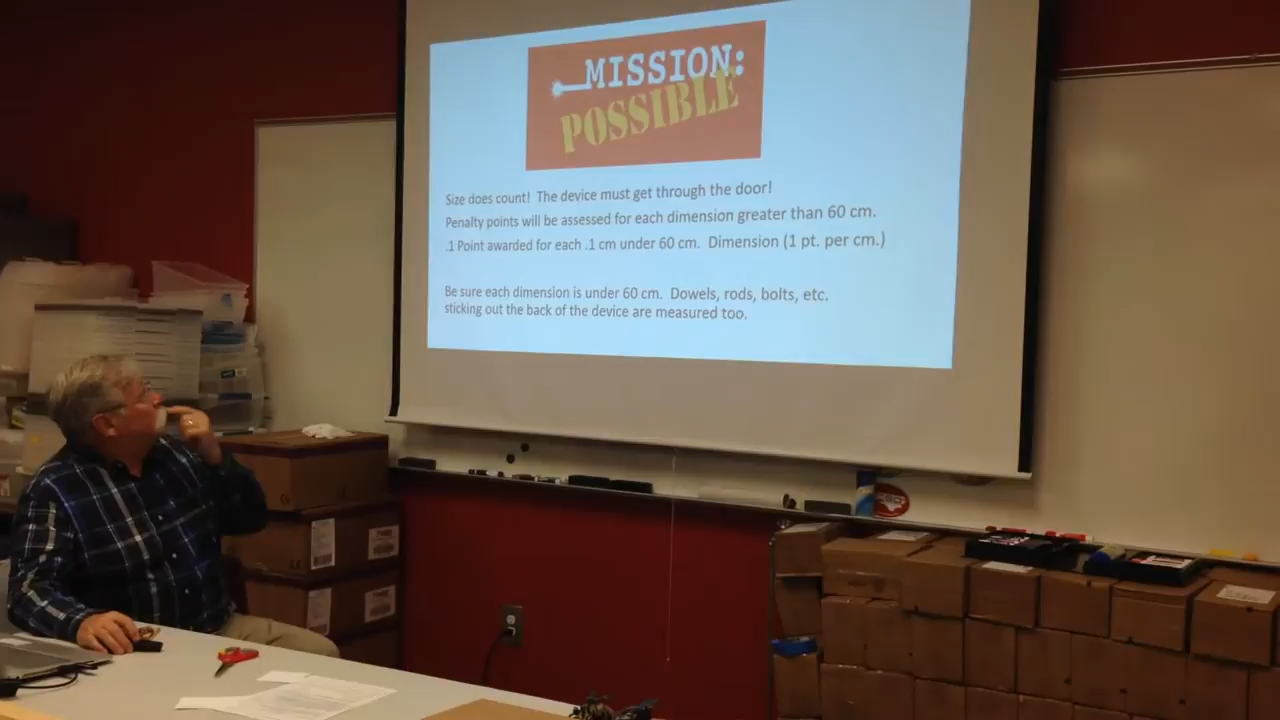 MISSION:
POSSIBLE
Size does count! The device must get through the door!
Penalty points will be assessed for each dimension greater than 60 cm.
.1 Point awarded for each .1 cm under 60 cm. Dimension (1 pt. per cm.)
Be sure each dimension is under 60 cm. Dowels, rods, bolts, etc.
sticking out the back of the device are measured too.